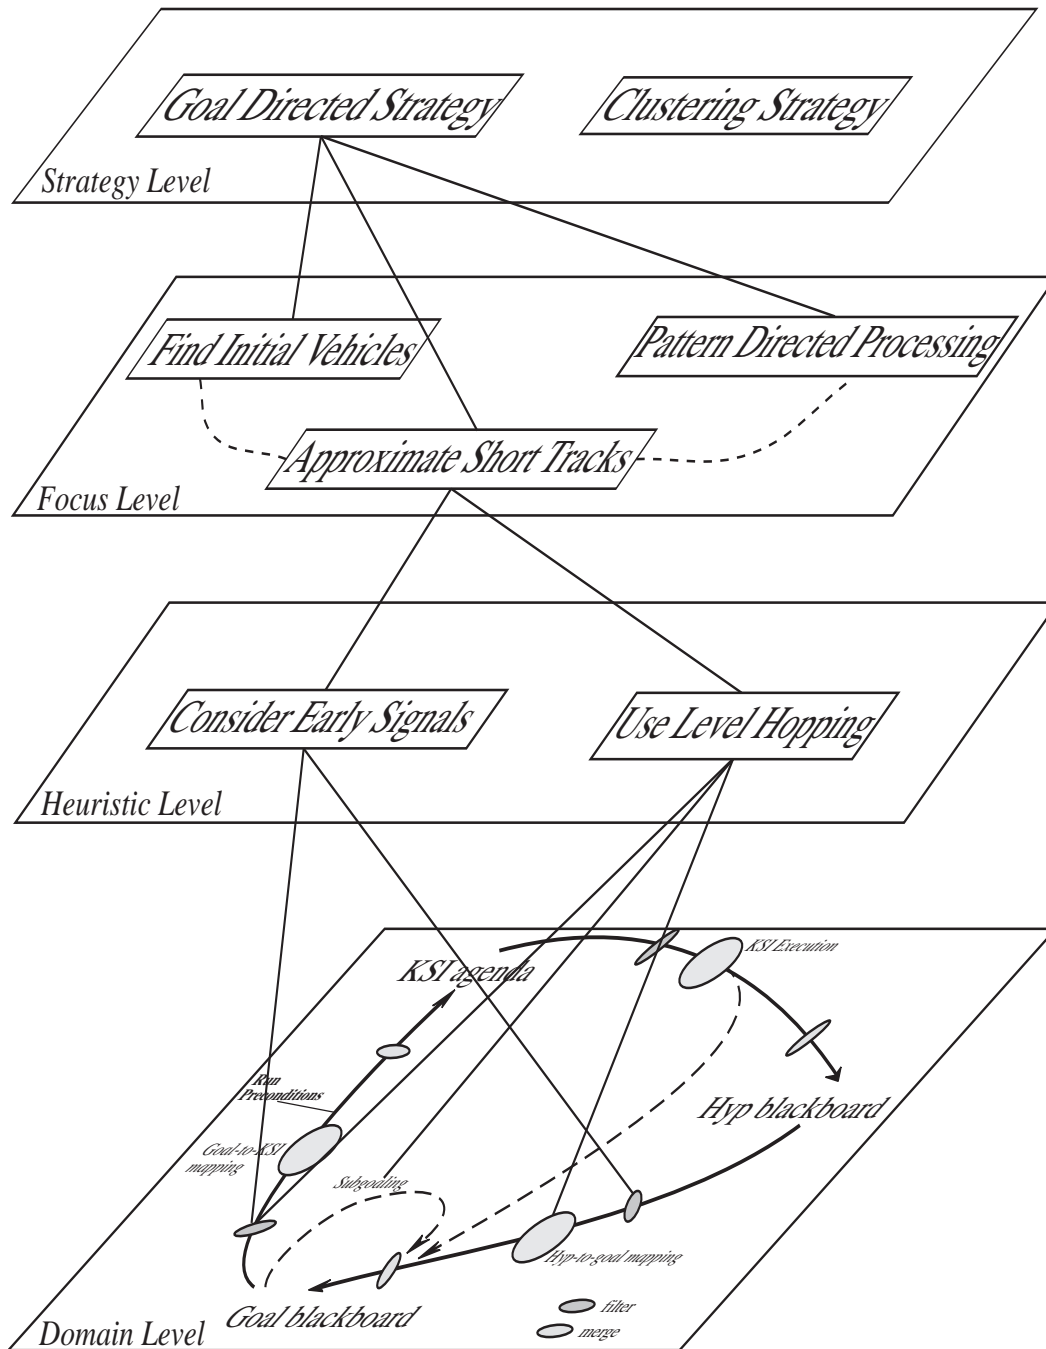 Goal Directed Strategy
Clustering Strategy
Strategy Level
Find Initial Vehicles
Pattern Directed Processing
Approximate Short Tracks
Focus Level
Consider Early Signals
Use Level Hopping
Heuristic Level
KSI Execution
KSI agenda
Run
Preconditions
Hyp blackboard
Goal-to-KSI
mapping
Subgoaling
Hyp-to-goal mapping
Goal blackboard
filter
merge
Domain Level